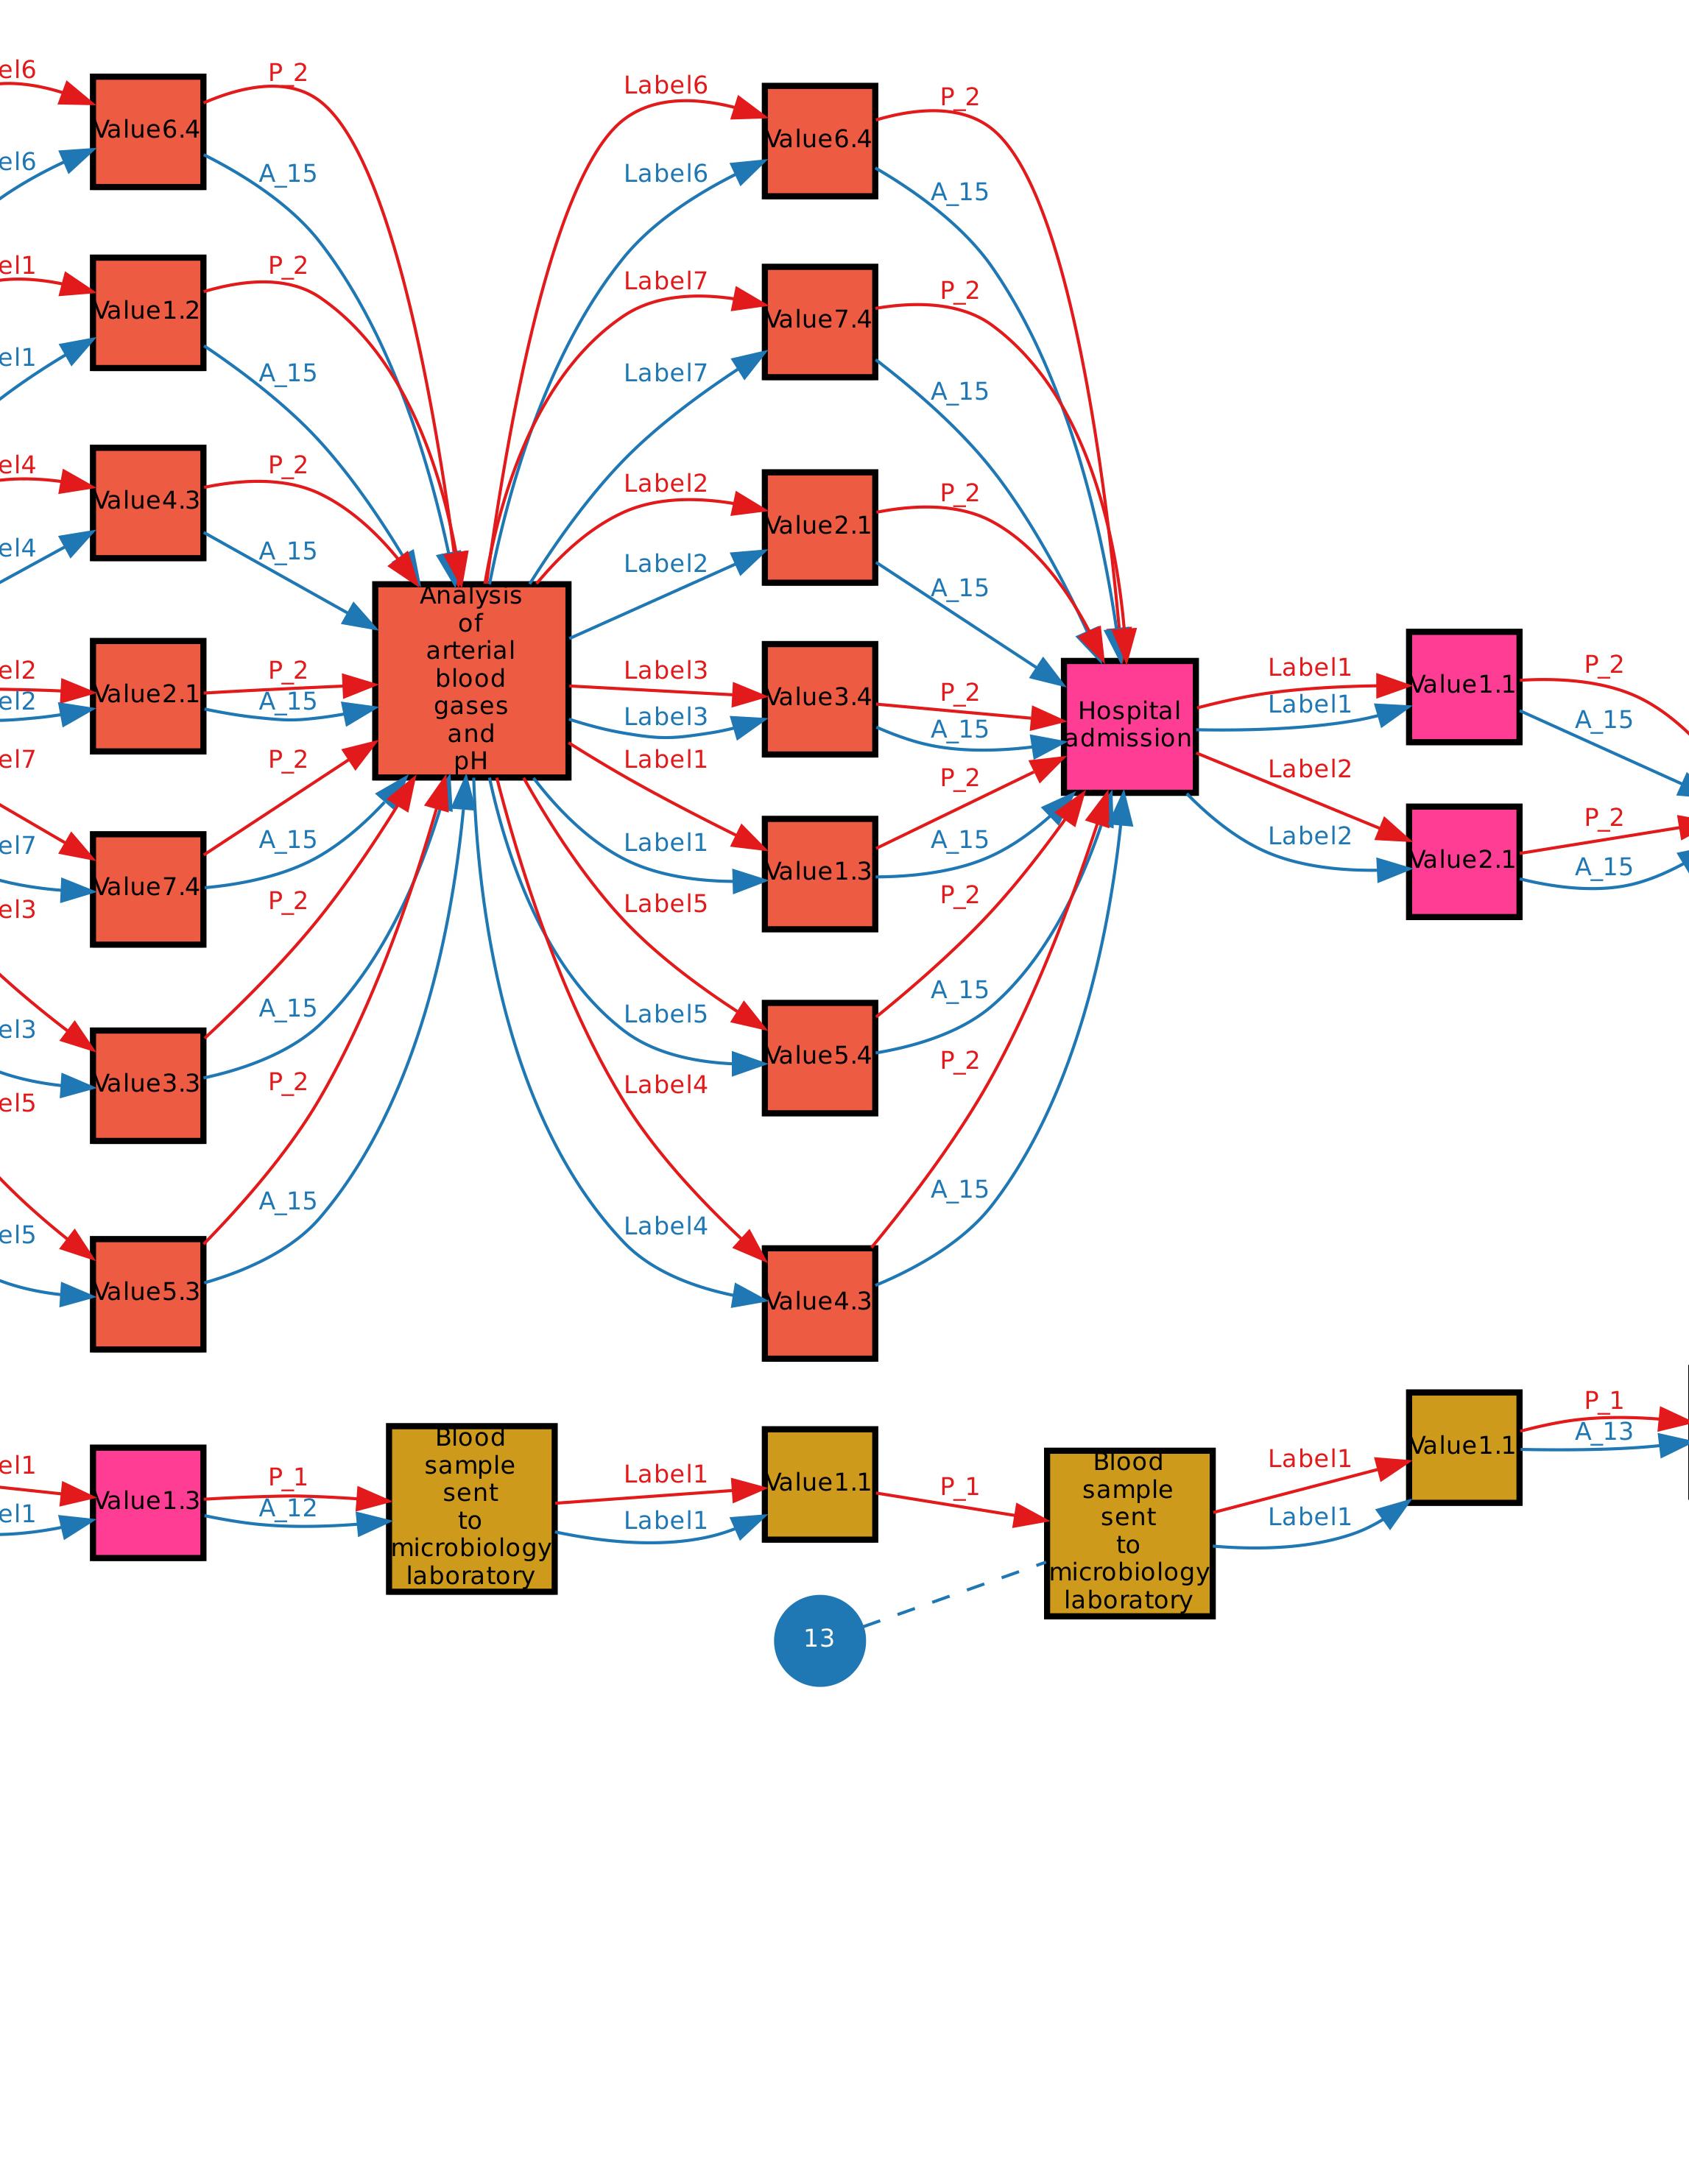 el6
el6
el1
el1
el4
el4
el2
el2
el7
el7
el3
el3
el5
el5
Value6.4
Value1.2
Value4.3
Value2.1
Value7.4
Value3.3
Value5.3
P_2
A_15
P_2
A_15
P_2
A_15
P_2
A_15
P_2
A_15
P_2
A_15
P_2
A_15
Analysis
of
arterial
blood
gases
and
pH
Label6
Label6
Label7
Label7
Label2
Label2
Label3
Label3
Label1
Label1
Label5
Label5
Label4
Label4
Value6.4
Value7.4
Value2.1
Value3.4
Value1.3
Value5.4
Value4.3
P_2
A_15
P_2
A_15
P_2
A_15
P_2
A_15
P_2
A_15
P_2
A_15
P_2
A_15
Hospital
admission
Label1
Label1
Label2
Label2
Value1.1
Value2.1
P_2
A_15
P_2
A_15
el1
el1
Value1.3
P_1
A_12
Blood
sample
sent
to
microbiology
laboratory
Label1
Label1
Value1.1
P_1
13
Blood
sample
sent
to
microbiology
laboratory
Label1
Label1
Value1.1
P_1
A_13